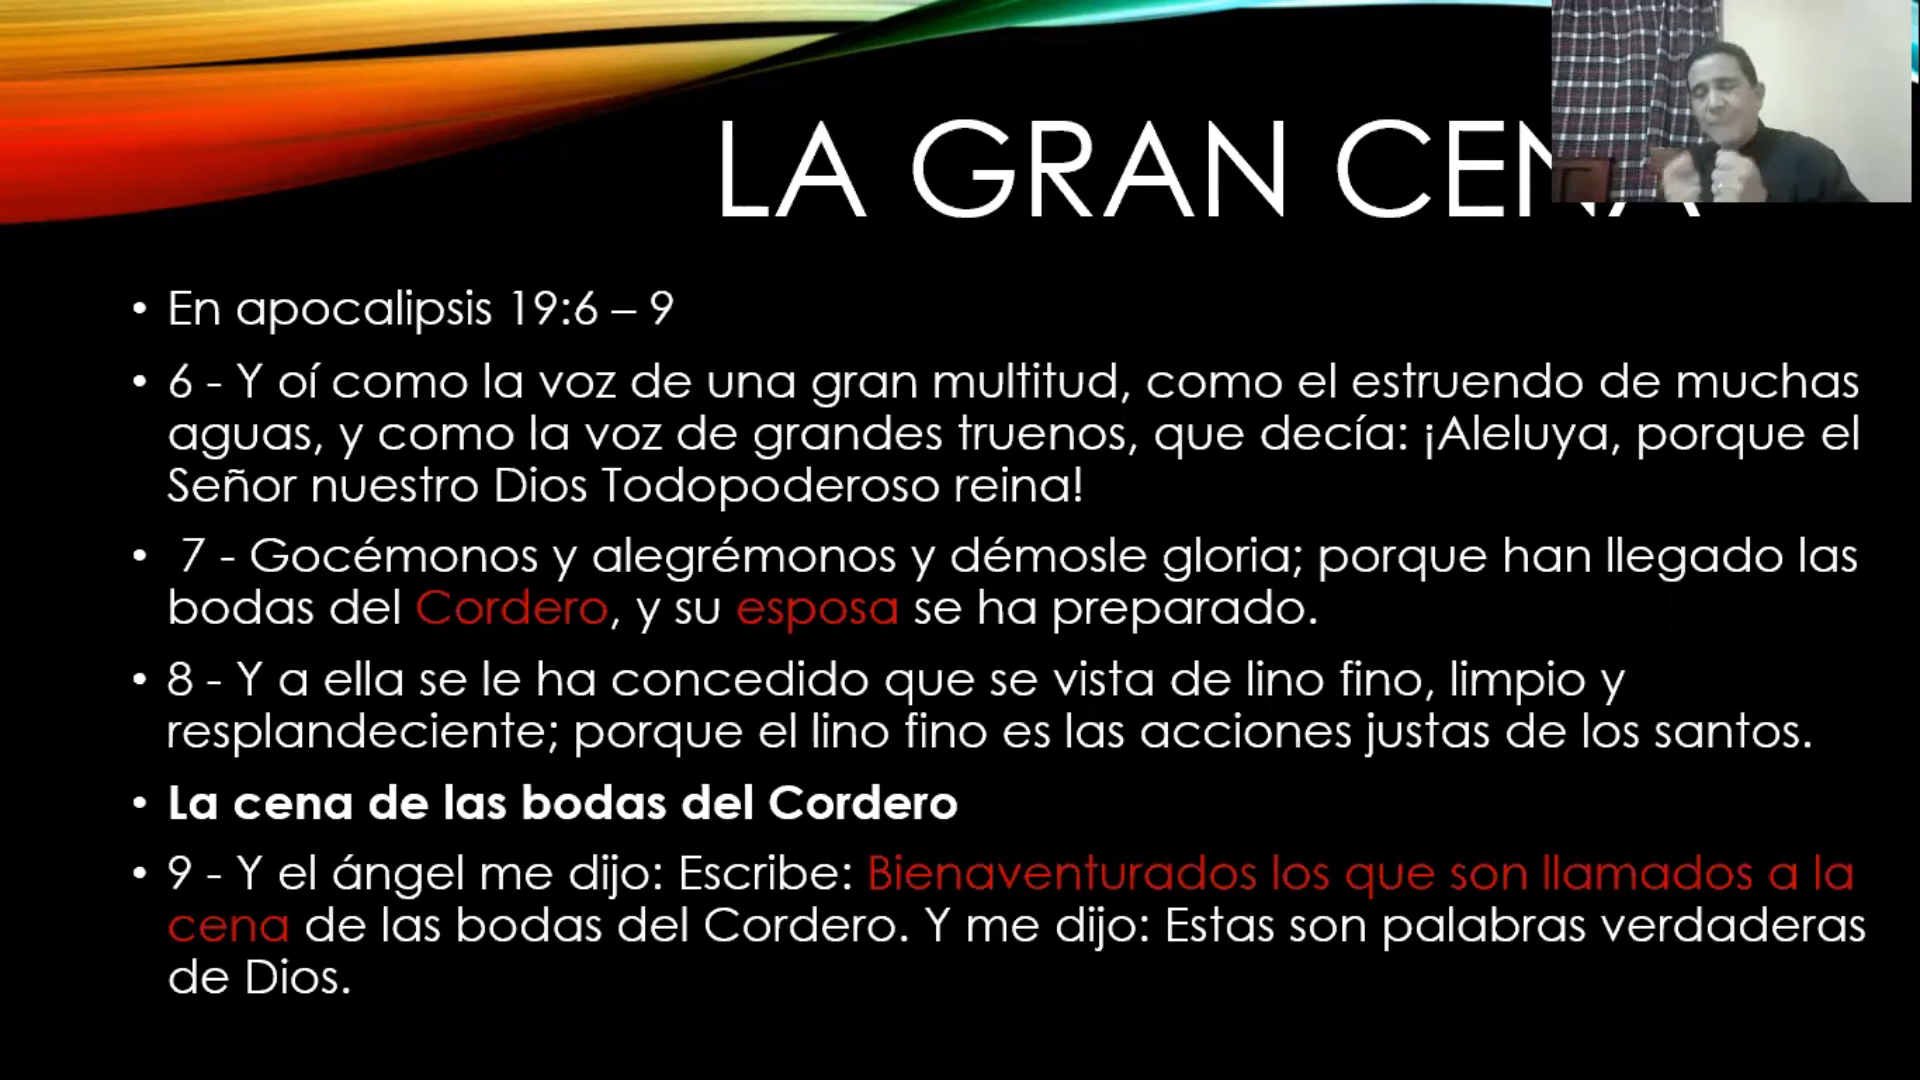 LA GRAN CENA
• En apocalipsis 19:6 – 9
• 6 - Y oí como la voz de una gran multitud, como el estruendo de muchas
aguas, y como la voz de grandes truenos, que decía: ¡Aleluya, porque el
Señor nuestro Dios Todopoderoso reina!
• 7 - Gocémonos y alegrémonos y démosle gloria; porque han llegado las
bodas del Cordero, y su esposa se ha preparado.
• 8 - Y a ella se le ha concedido que se vista de lino fino, limpio y
resplandeciente; porque el lino fino es las acciones justas de los santos.
• La cena de las bodas del Cordero
• 9 - Y el ángel me dijo: Escribe: Bienaventurados los que son llamados a la
cena de las bodas del Cordero. Y me dijo: Estas son palabras verdaderas
de Dios.